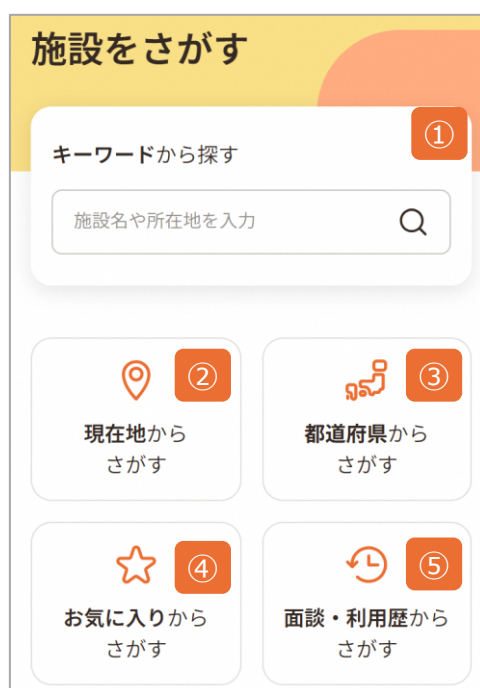 施設をさがす
①
キーワードから探す
施設名や所在地を入力
②
現在地から
さがす
③
都道府県から
さがす
④
お気に入りから
さがす
⑤
面談・利用歴から
さがす